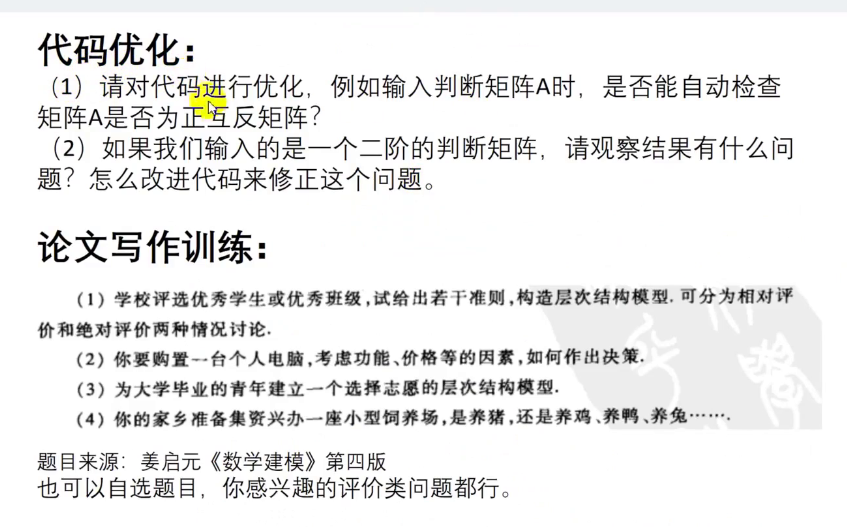 代码优化:
（1）请对代码进行优化，例如输入判断矩阵A时，是否能自动检查
矩阵A是否为正互反矩阵？
（2）如果我们输入的是一个二阶的判断矩阵，请观察结果有什么问
题？怎么改进代码来修正这个问题。
论文写作训练:
(1) 学校评选优秀学生或优秀班级,试给出若干准则,构造层次结构模型.可分为相对评
价和绝对评价两种情况讨论.
(2) 你要购置一台个人电脑,考虑功能、价格等的因素,如何作出决策.
(3) 为大学毕业的青年建立一个选择志愿的层次结构模型.
(4) 你的家乡准备集资兴办一座小型饲养场,是养猪,还是养鸡、养鸭、养兔…….
题目来源：姜启元《数学建模》第四版
也可以自选题目，你感兴趣的评价类问题都行。